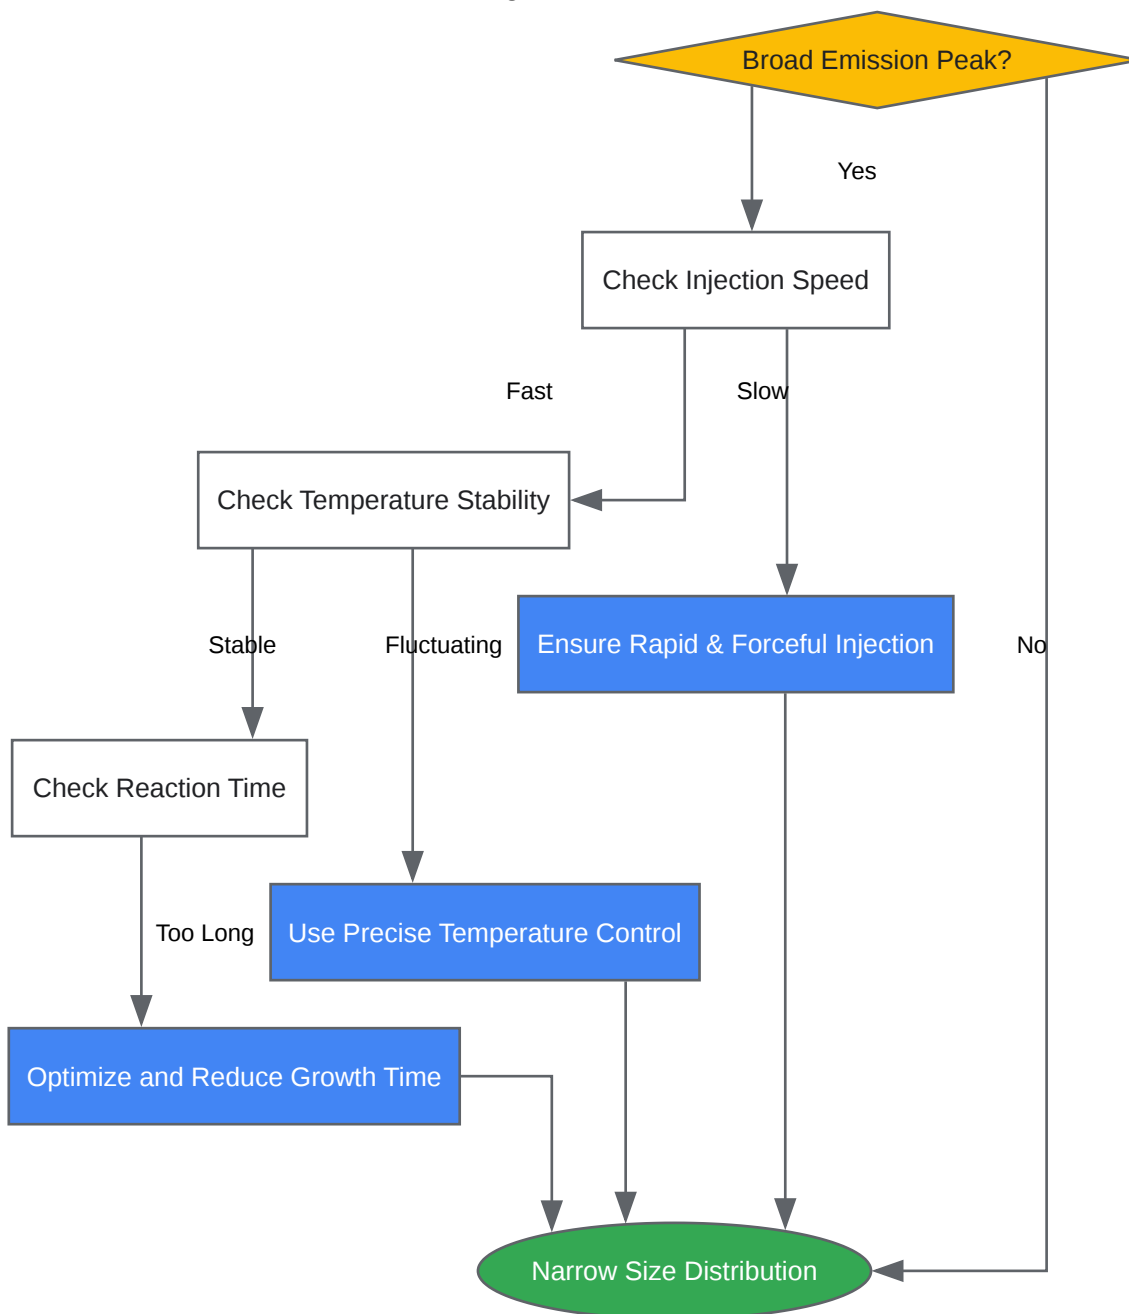 Broad Emission Peak?
Yes
Check Injection Speed
Fast
Slow
Check Temperature Stability
Stable
Fluctuating
Ensure Rapid & Forceful Injection
No
Check Reaction Time
Too Long
Use Precise Temperature Control
Optimize and Reduce Growth Time
Narrow Size Distribution